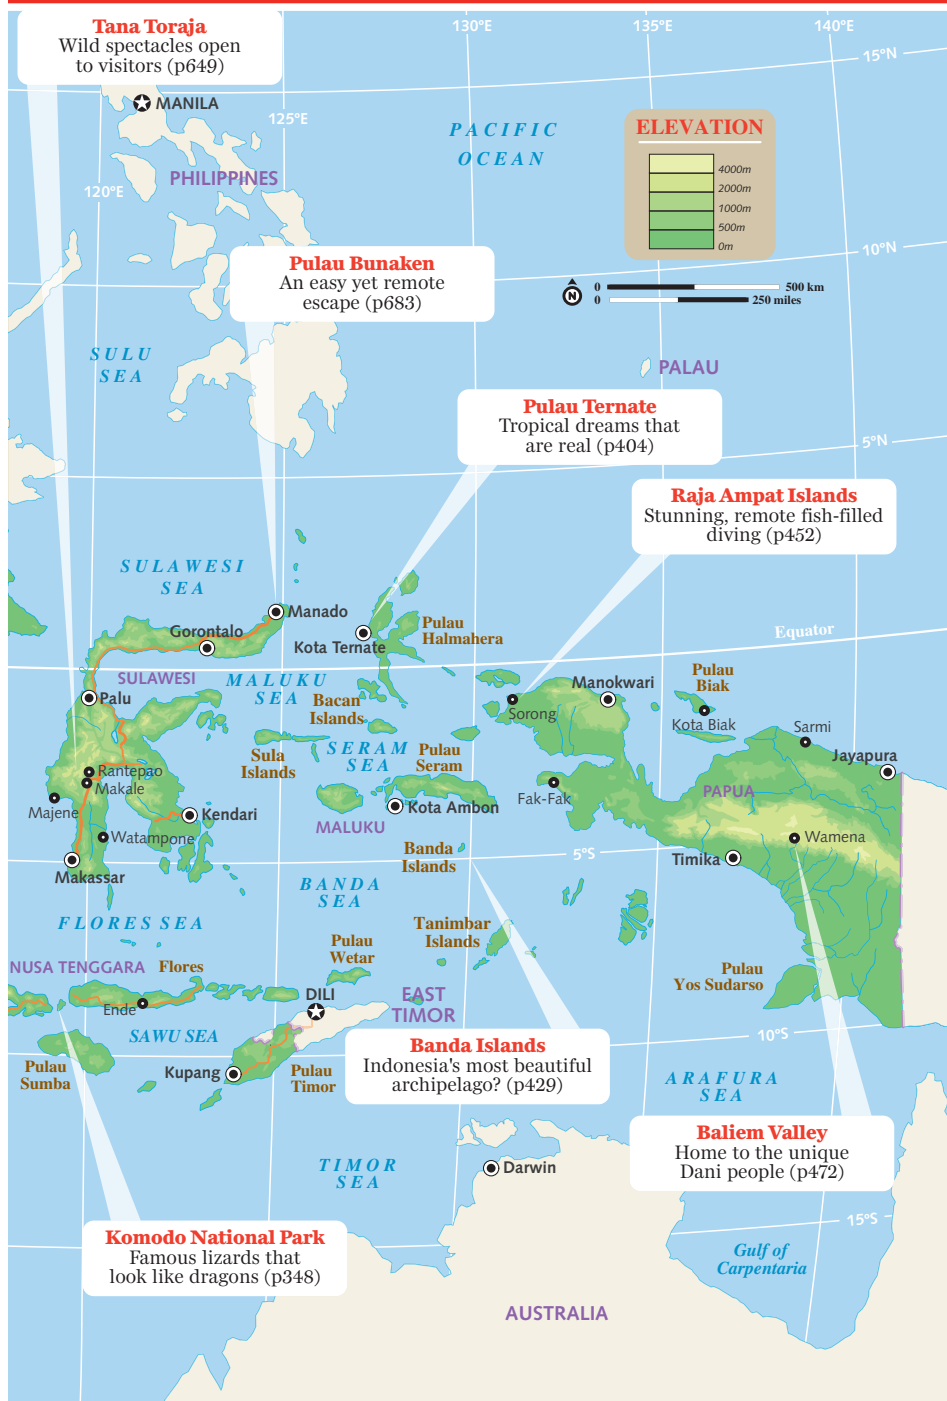 Tana Toraja
Wild spectacles open
to visitors (p649)
130°E
135°E
140°E
15°N
MANILA
125°E
PACIFIC
OCEAN
ELEVATION
4000m
2000m
1000m
500m
0m
PHILIPPINES
120°E
10°N
Pulau Bunaken
An easy yet remote
escape (p683)
N
0
500 km
0
250 miles
SULU
SEA
PALAU
Pulau Ternate
Tropical dreams that
are real (p404)
5°N
Raja Ampat Islands
Stunning, remote fish-filled
diving (p452)
SULAWESI
SEA
Manado
Gorontalo
Kota Ternate
Pulau
Halmahera
Equator
SULAWESI
MALUKU
SEA
Palu
Bacan
Islands
Manokwari
Sorong
Pulau
Biak
Kota Biak
Sarmi
Jayapura
Sula
Islands
SERAM
SEA
Pulau
Seram
Rantepao
Makale
Majene
Kendari
Kota Ambon
Fak-Fak
PAPUA
MALUKU
Watampone
Wamena
Banda
Islands
5°S
Timika
Makassar
BANDA
SEA
FLORES SEA
Tanimbar
Islands
Pulau
Wetar
NUSA TENGGARA
Flores
Pulau
Yos Sudarso
DILI
EAST
TIMOR
Ende
SAWU SEA
10°S
Banda Islands
Indonesia's most beautiful
archipelago? (p429)
Pulau
Sumba
Kupang
Pulau
Timor
ARAFURA
SEA
Baliem Valley
Home to the unique
Dani people (p472)
TIMOR
SEA
Darwin
15°S
Komodo National Park
Famous lizards that
look like dragons (p348)
Gulf of
Carpentaria
AUSTRALIA